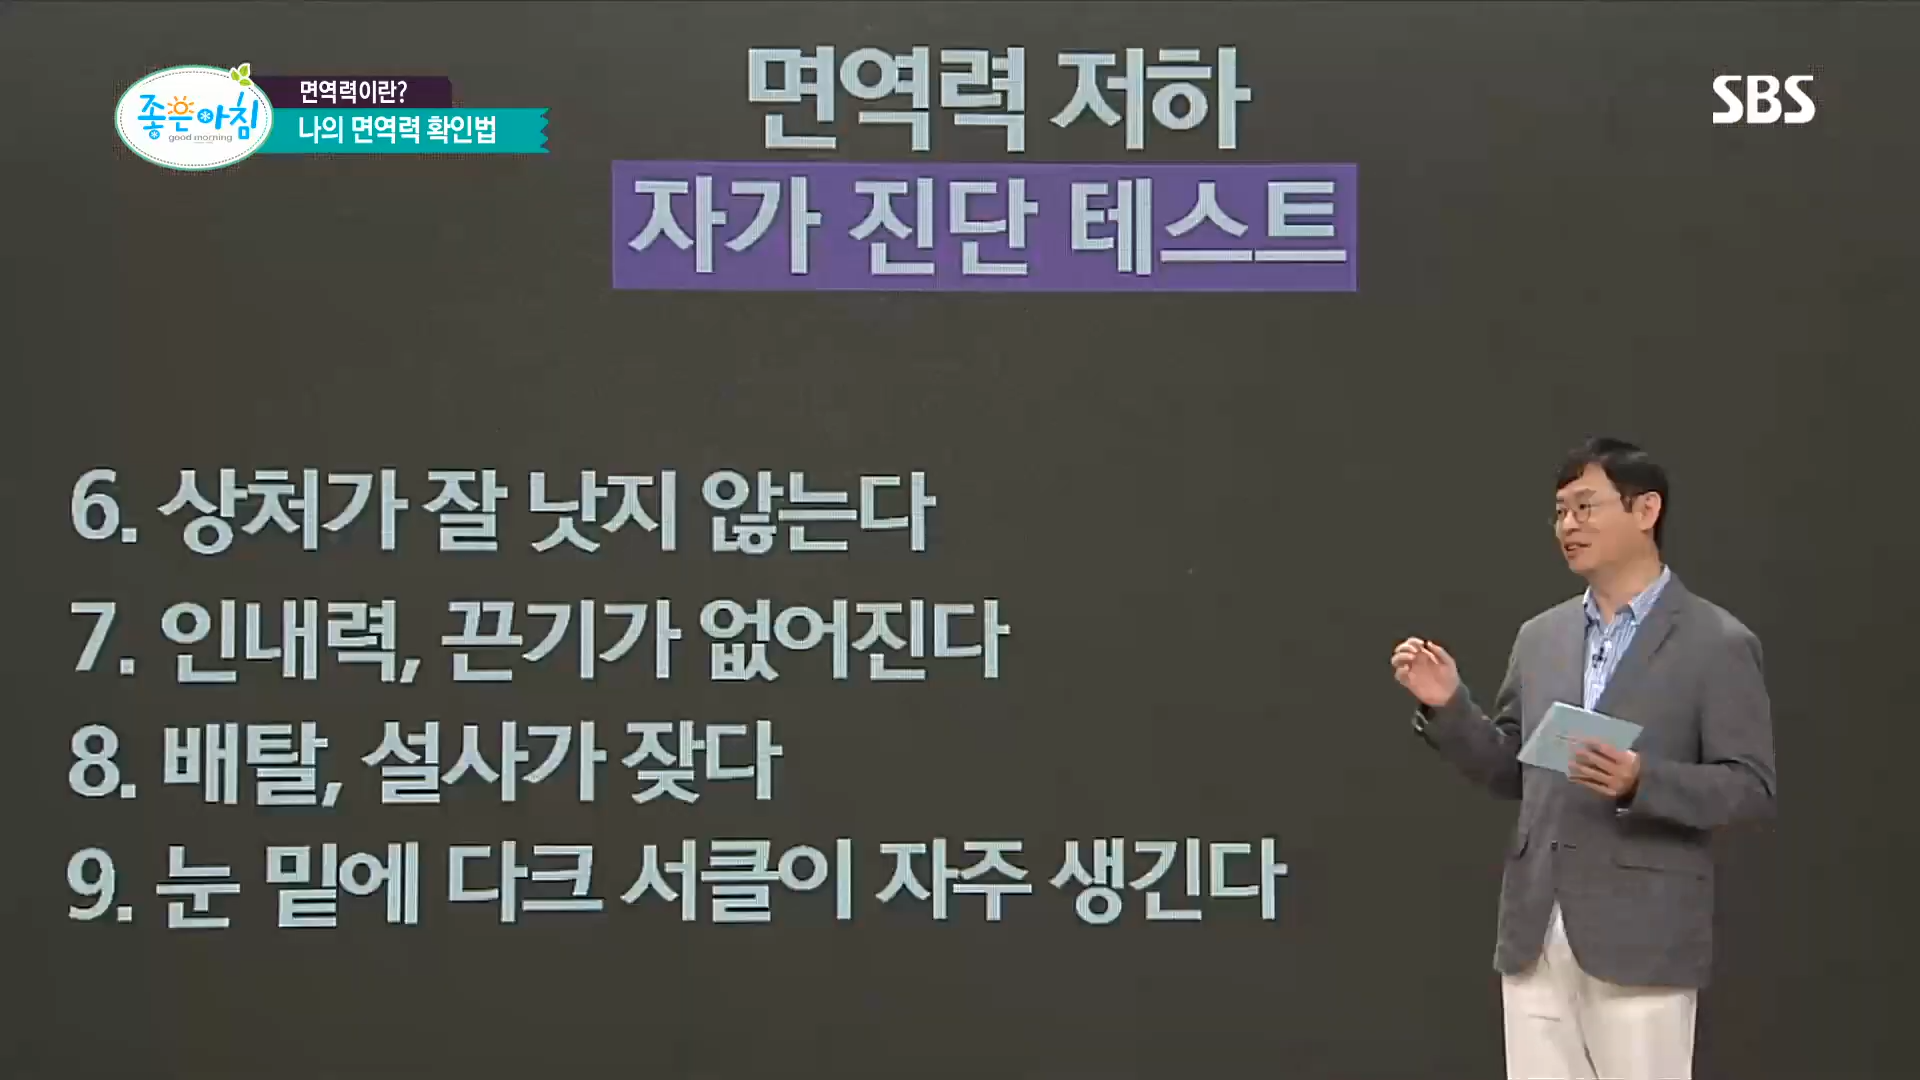 좋은아침
good morning
면역력이란?
나의 면역력 확인법
SBS
면역력 저하
자가 진단 테스트
6. 상처가 잘 낫지 않는다
7. 인내력, 끈기가 없어진다
8. 배탈, 설사가 잦다
9. 눈 밑에 다크 서클이 자주 생긴다